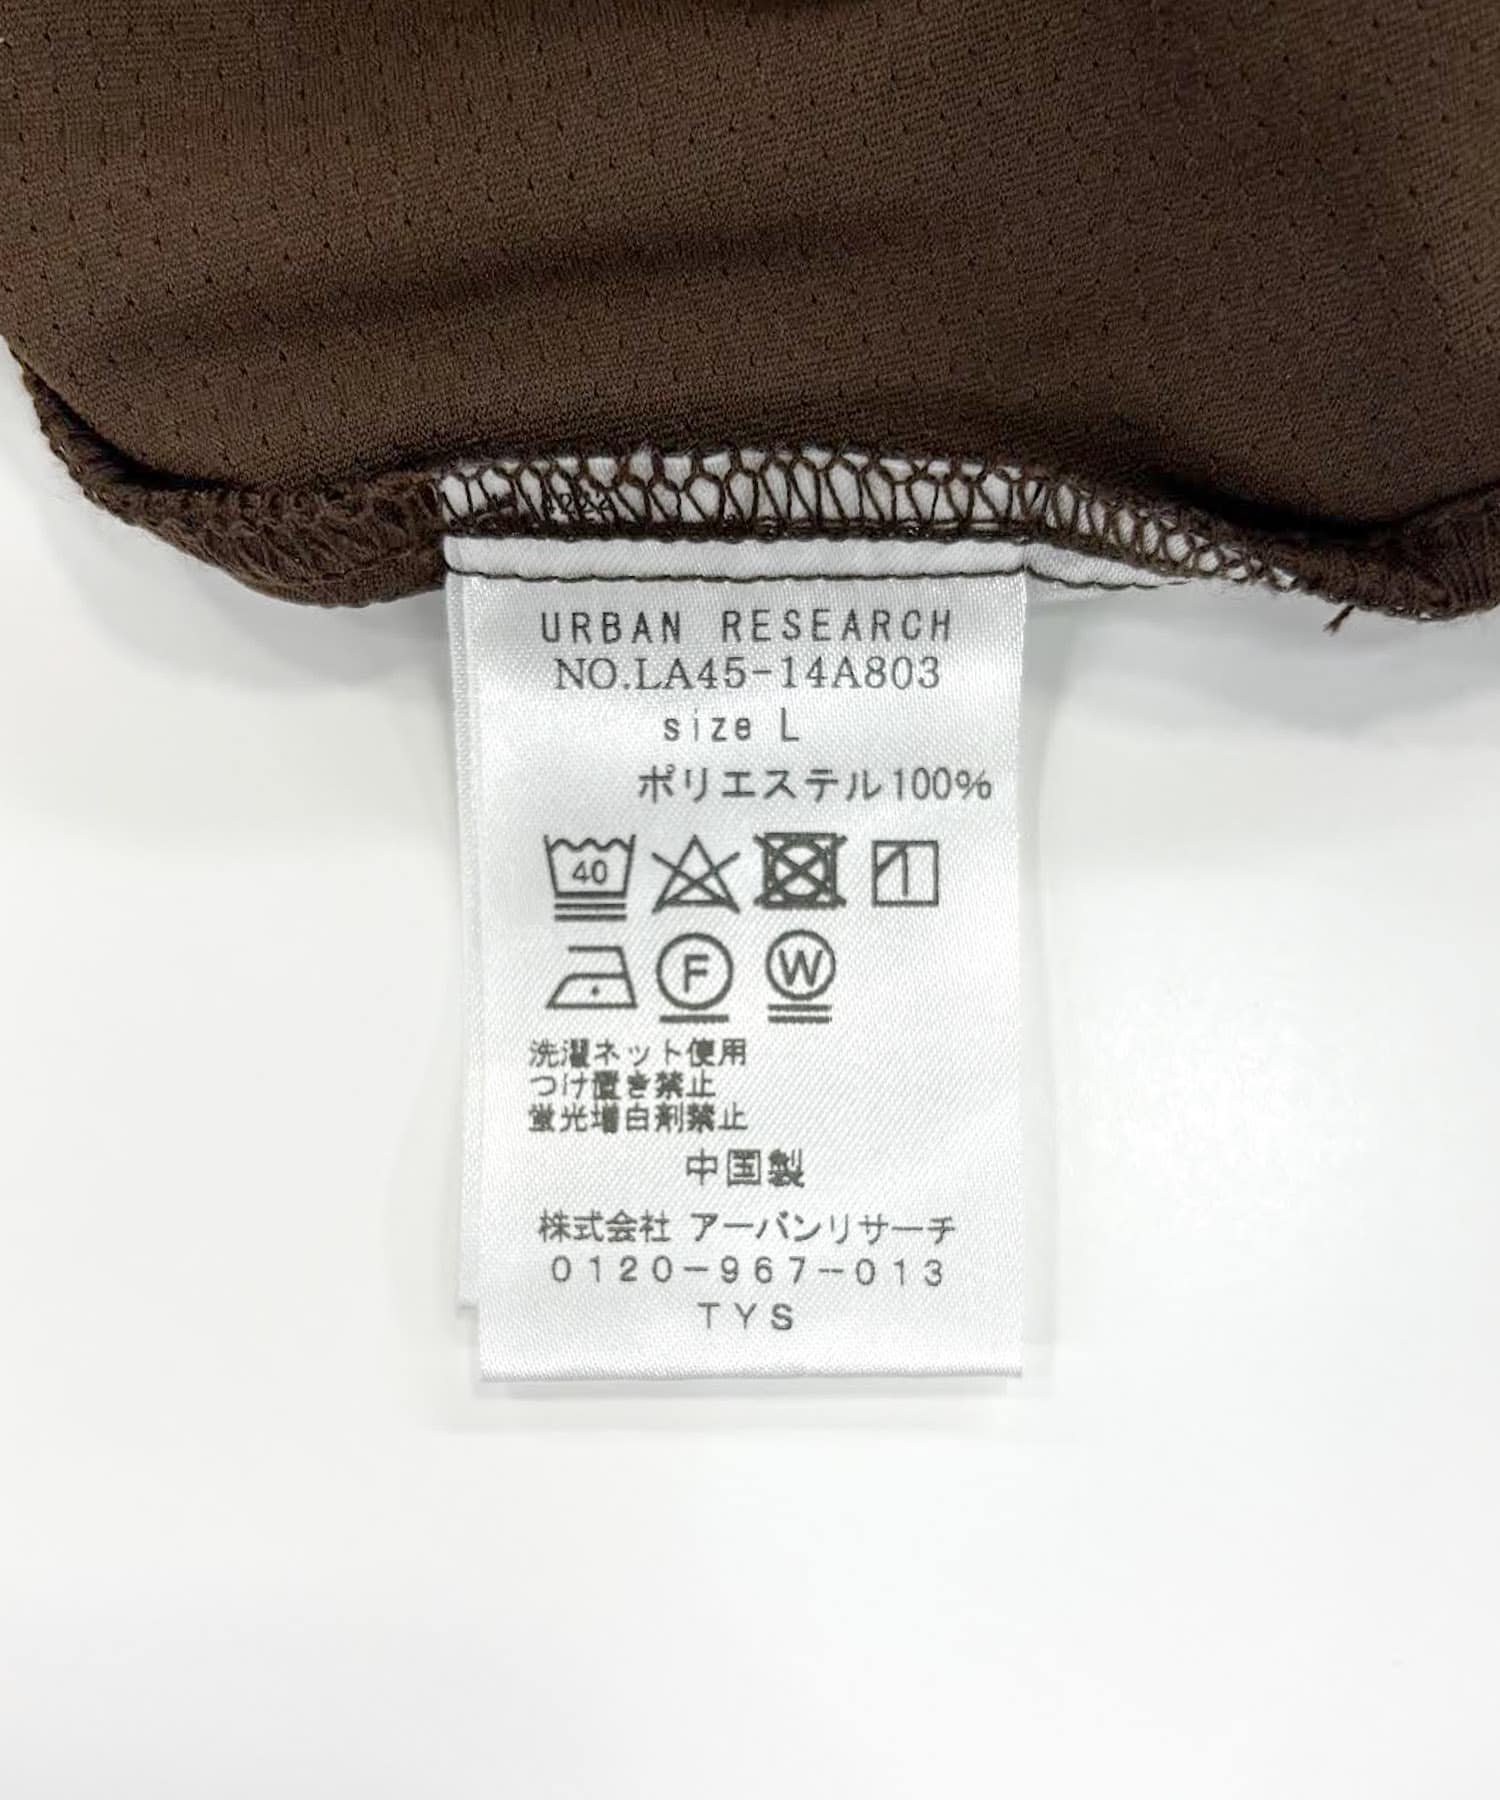 URBAN RESEARCH
NO.LA45-14A803
size L
ポリエステル100%
40
F W
洗濯ネット使用
つけ置き禁止
蛍光増白剤禁止
中国製
株式会社 アーバンリサーチ
0120-967-013
TYS